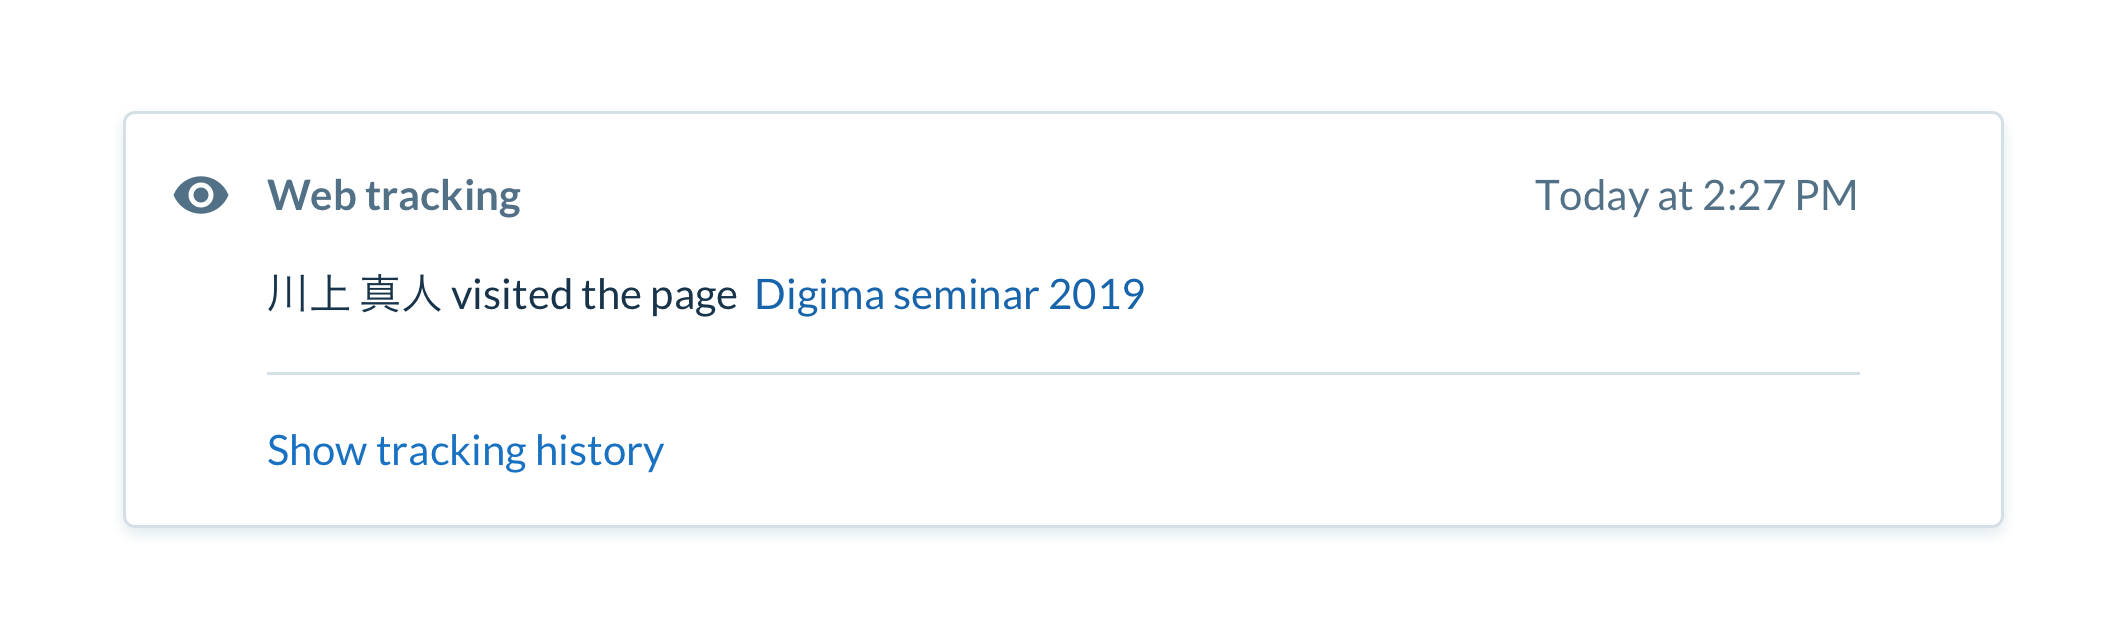 Web tracking
Today at 2:27 PM
川上 真人 visited the page Digima seminar 2019
Show tracking history